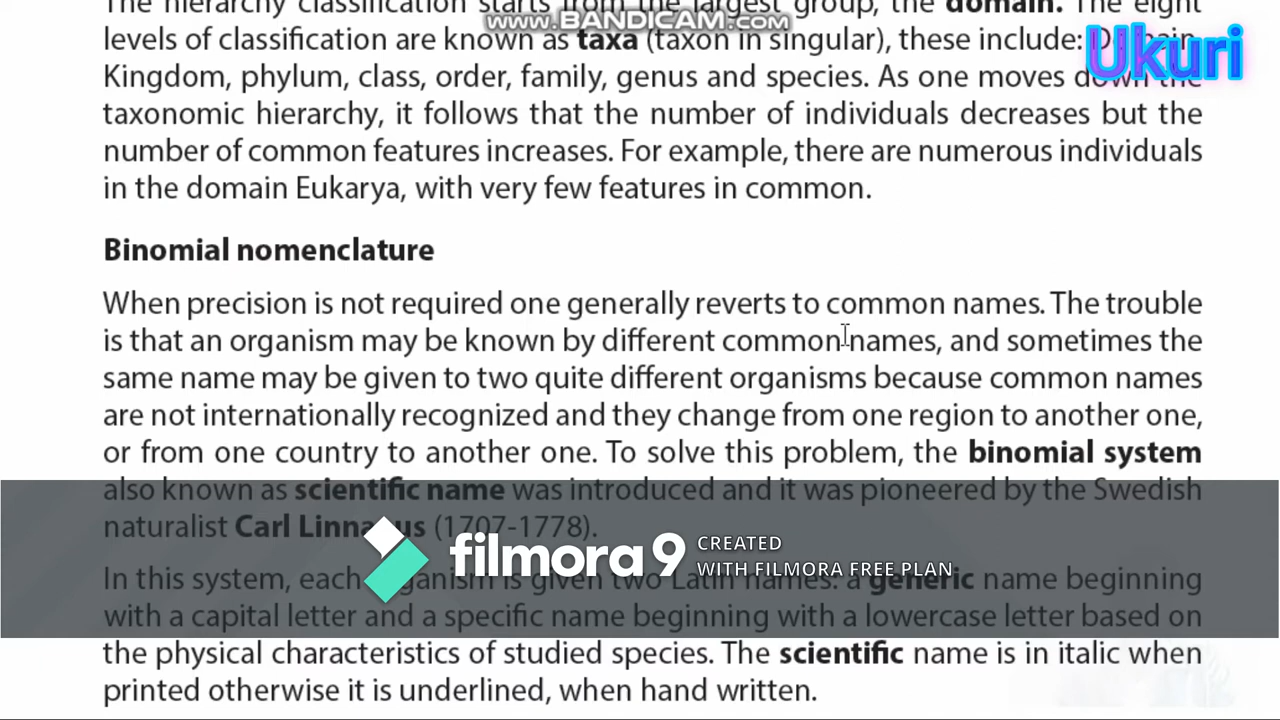 The hierarchy classification starts from the largest group, the domain. The eight
www.BANDICAM.com
levels of classification are known as taxa (taxon in singular), these include: Domain,
Ukuri
Kingdom, phylum, class, order, family, genus and species. As one moves down the
taxonomic hierarchy, it follows that the number of individuals decreases but the
number of common features increases. For example, there are numerous individuals
in the domain Eukarya, with very few features in common.
Binomial nomenclature
When precision is not required one generally reverts to common names. The trouble
is that an organism may be known by different common names, and sometimes the
same name may be given to two quite different organisms because common names
are not internationally recognized and they change from one region to another one,
or from one country to another one. To solve this problem, the binomial system
also known as scientific name was introduced and it was pioneered by the Swedish
naturalist Carl Linnaeus (1707-1778).
filmora 9
CREATED
WITH FILMORA FREE PLAN
In this system, each organism is given two Latin names: a generic name beginning
with a capital letter and a specific name beginning with a lowercase letter based on
the physical characteristics of studied species. The scientific name is in italic when
printed otherwise it is underlined, when hand written.